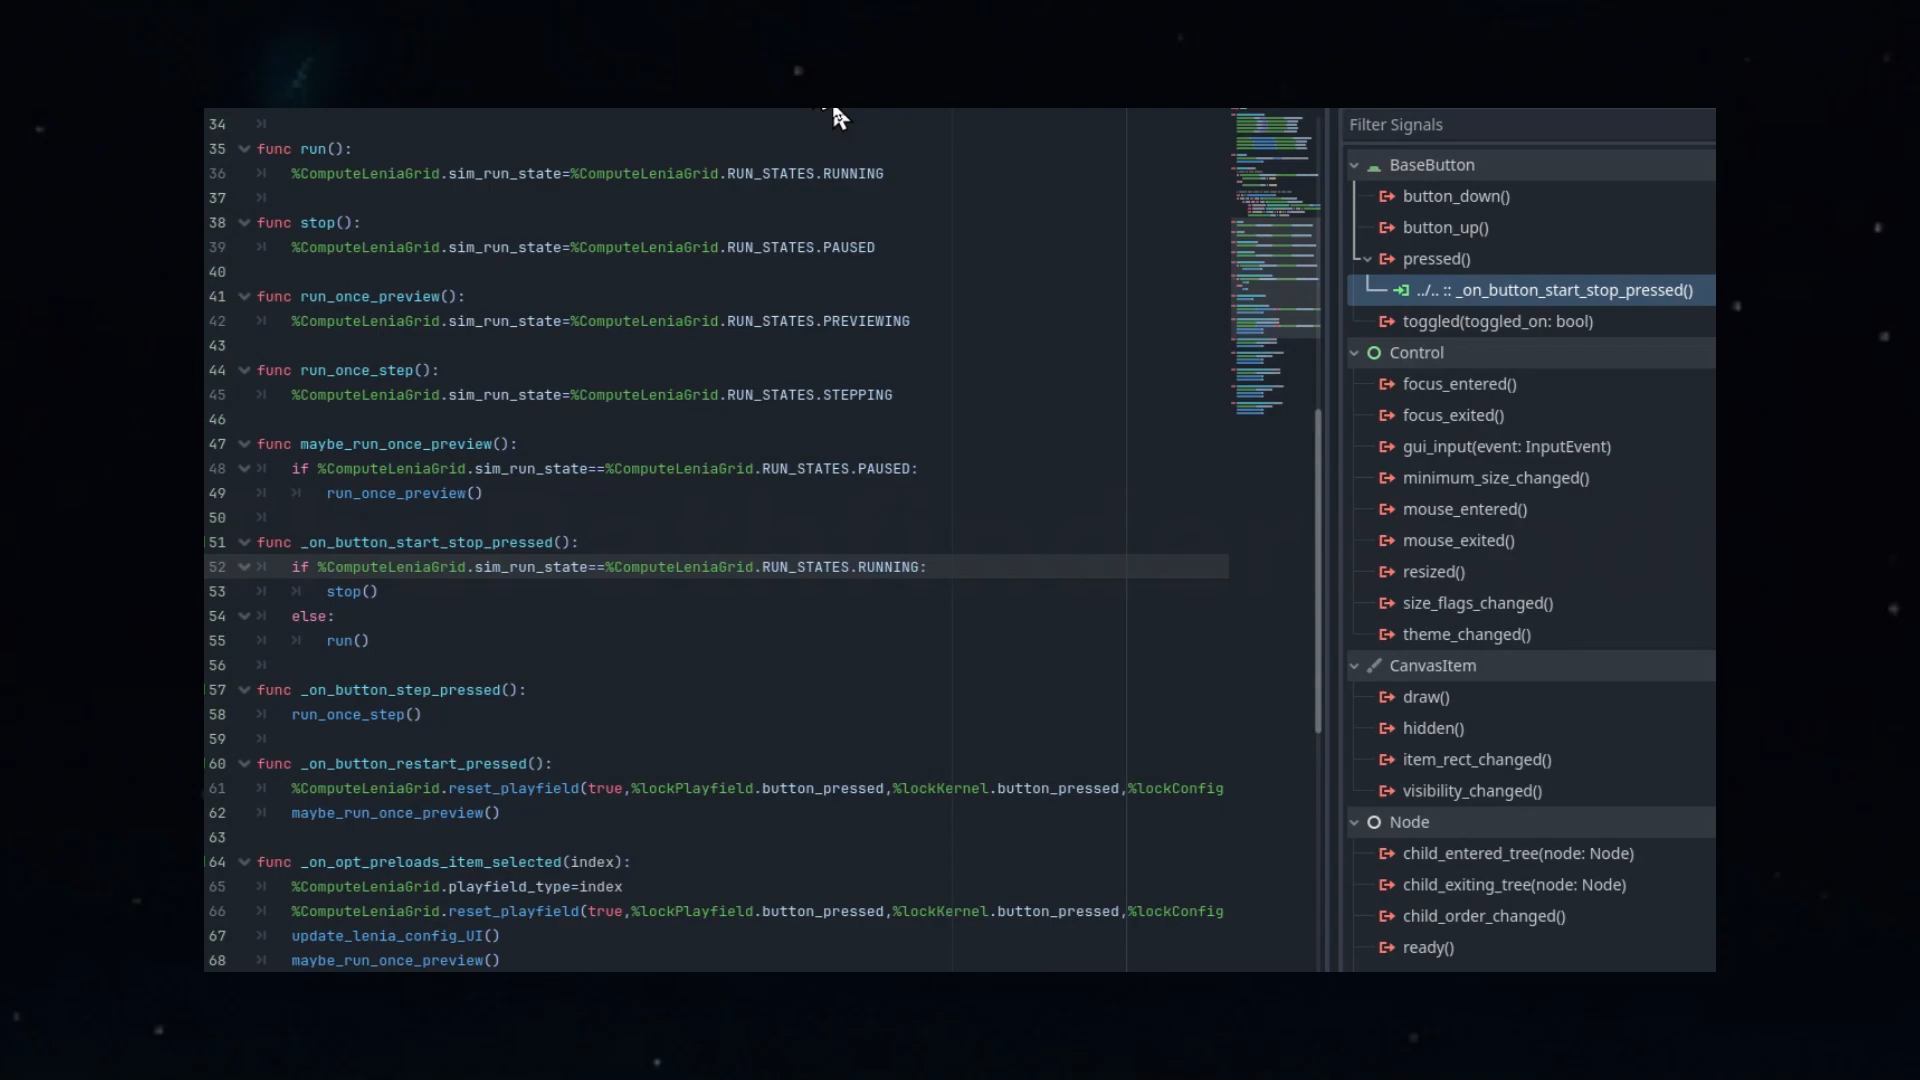 34
35 func run():
36 %ComputeLeniaGrid.sim_run_state=%ComputeLeniaGrid.RUN_STATES.RUNNING
37
38 func stop():
39 %ComputeLeniaGrid.sim_run_state=%ComputeLeniaGrid.RUN_STATES.PAUSED
40
41 func run_once_preview():
42 %ComputeLeniaGrid.sim_run_state=%ComputeLeniaGrid.RUN_STATES.PREVIEWING
43
44 func run_once_step():
45 %ComputeLeniaGrid.sim_run_state=%ComputeLeniaGrid.RUN_STATES.STEPPING
46
47 func maybe_run_once_preview():
48 if %ComputeLeniaGrid.sim_run_state==%ComputeLeniaGrid.RUN_STATES.PAUSED:
49 run_once_preview()
50
51 func _on_button_start_stop_pressed():
52 if %ComputeLeniaGrid.sim_run_state==%ComputeLeniaGrid.RUN_STATES.RUNNING:
53 stop()
54 else:
55 run()
56
57 func _on_button_step_pressed():
58 run_once_step()
59
60 func _on_button_restart_pressed():
61 %ComputeLeniaGrid.reset_playfield(true,%lockPlayfield.button_pressed,%lockKernel.button_pressed,%lockConfig
62 maybe_run_once_preview()
63
64 func _on_opt_preloads_item_selected(index):
65 %ComputeLeniaGrid.playfield_type=index
66 %ComputeLeniaGrid.reset_playfield(true,%lockPlayfield.button_pressed,%lockKernel.button_pressed,%lockConfig
67 update_lenia_config_UI()
68 maybe_run_once_preview()
Filter Signals
BaseButton
button_down()
button_up()
pressed()
../.. :: _on_button_start_stop_pressed()
toggled(toggled_on: bool)
Control
focus_entered()
focus_exited()
gui_input(event: InputEvent)
minimum_size_changed()
mouse_entered()
mouse_exited()
resized()
size_flags_changed()
theme_changed()
CanvasItem
draw()
hidden()
item_rect_changed()
visibility_changed()
Node
child_entered_tree(node: Node)
child_exiting_tree(node: Node)
child_order_changed()
ready()